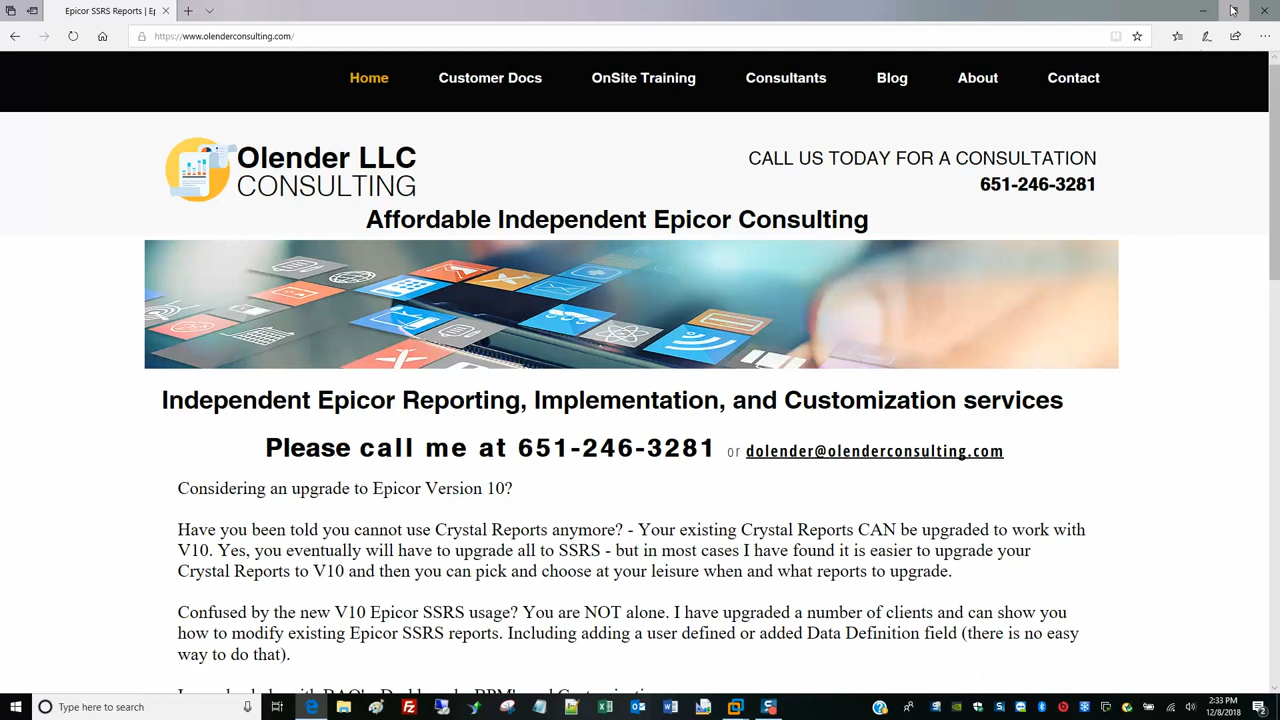 Epicor SSRS Reports | Ep
https://www.olenderconsulting.com/
Home Customer Docs OnSite Training Consultants Blog About Contact
Olender LLC
CONSULTING
CALL US TODAY FOR A CONSULTATION
651-246-3281
Affordable Independent Epicor Consulting
Independent Epicor Reporting, Implementation, and Customization services
Please call me at 651-246-3281 or dolender@olenderconsulting.com
Considering an upgrade to Epicor Version 10?
Have you been told you cannot use Crystal Reports anymore? - Your existing Crystal Reports CAN be upgraded to work with
V10. Yes, you eventually will have to upgrade all to SSRS - but in most cases I have found it is easier to upgrade your
Crystal Reports to V10 and then you can pick and choose at your leisure when and what reports to upgrade.
Confused by the new V10 Epicor SSRS usage? You are NOT alone. I have upgraded a number of clients and can show you
how to modify existing Epicor SSRS reports. Including adding a user defined or added Data Definition field (there is no easy
way to do that).
Type here to search
2:33 PM
12/8/2018